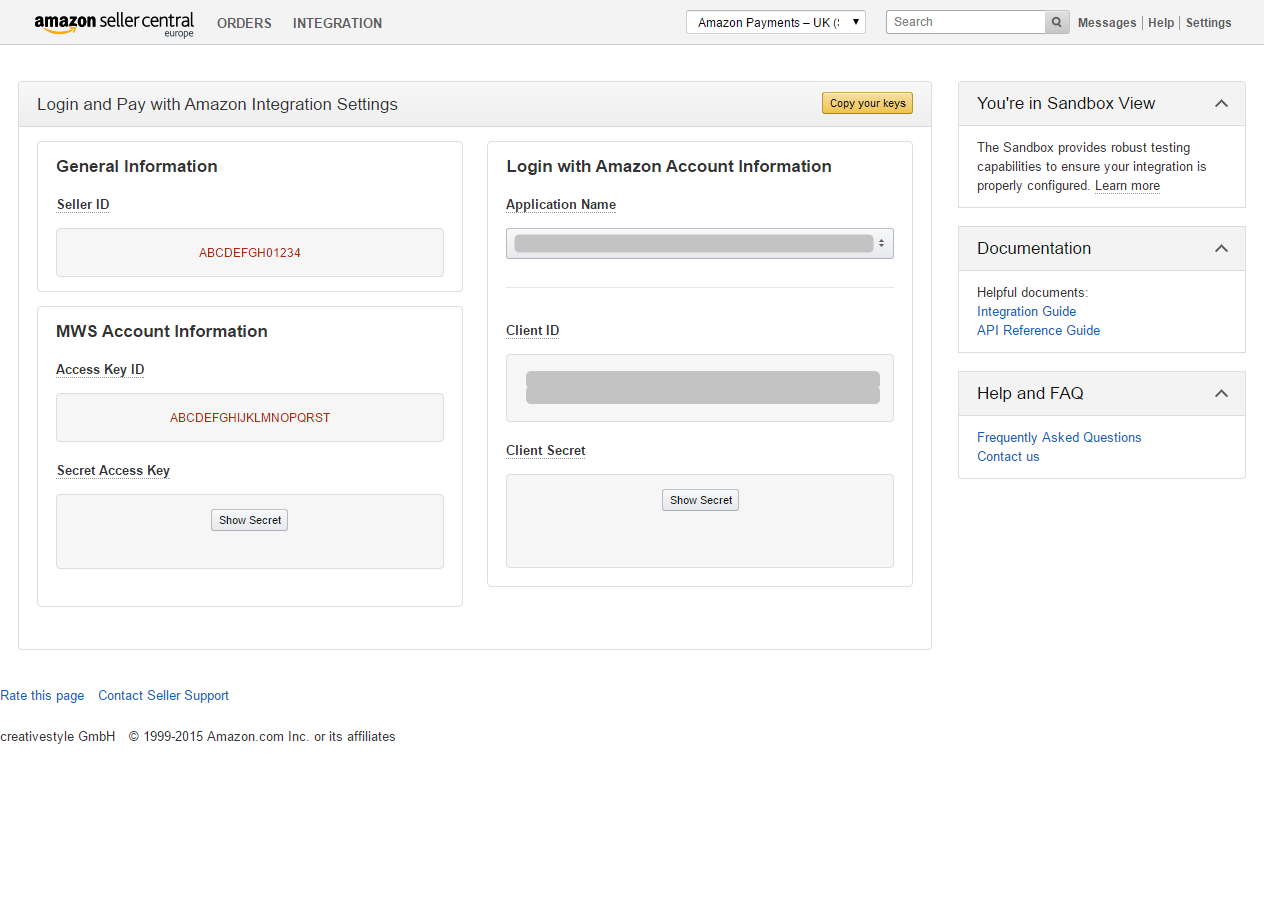 amazon seller central
europe
ORDERS
INTEGRATION
Amazon Payments – UK (
Search
Messages
Help
Settings
Login and Pay with Amazon Integration Settings
Copy your keys
General Information
Seller ID
ABCDEFGH01234
MWS Account Information
Access Key ID
ABCDEFGHIJKLMNOPQRST
Secret Access Key
Show Secret
Login with Amazon Account Information
Application Name
Client ID
Client Secret
Show Secret
You're in Sandbox View
The Sandbox provides robust testing
capabilities to ensure your integration is
properly configured. Learn more
Documentation
Helpful documents:
Integration Guide
API Reference Guide
Help and FAQ
Frequently Asked Questions
Contact us
Rate this page
Contact Seller Support
creativestyle GmbH © 1999-2015 Amazon.com Inc. or its affiliates